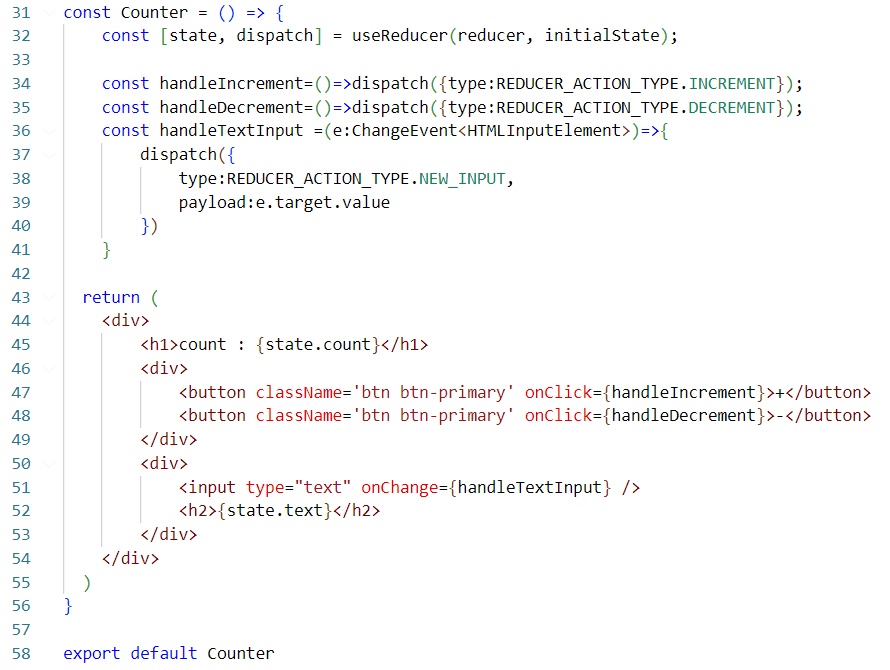 31 const Counter = () => {
32     const [state, dispatch] = useReducer(reducer, initialState);
33
34     const handleIncrement=()=>dispatch({type:REDUCER_ACTION_TYPE.INCREMENT});
35     const handleDecrement=()=>dispatch({type:REDUCER_ACTION_TYPE.DECREMENT});
36     const handleTextInput =(e:ChangeEvent<HTMLInputElement>)=>{
37         dispatch({
38             type:REDUCER_ACTION_TYPE.NEW_INPUT,
39             payload:e.target.value
40         })
41     }
42
43   return (
44     <div>
45         <h1>count : {state.count}</h1>
46         <div>
47             <button className='btn btn-primary' onClick={handleIncrement}>+</button>
48             <button className='btn btn-primary' onClick={handleDecrement}>-</button>
49         </div>
50         <div>
51             <input type="text" onChange={handleTextInput} />
52             <h2>{state.text}</h2>
53         </div>
54     </div>
55   )
56 }
57
58 export default Counter